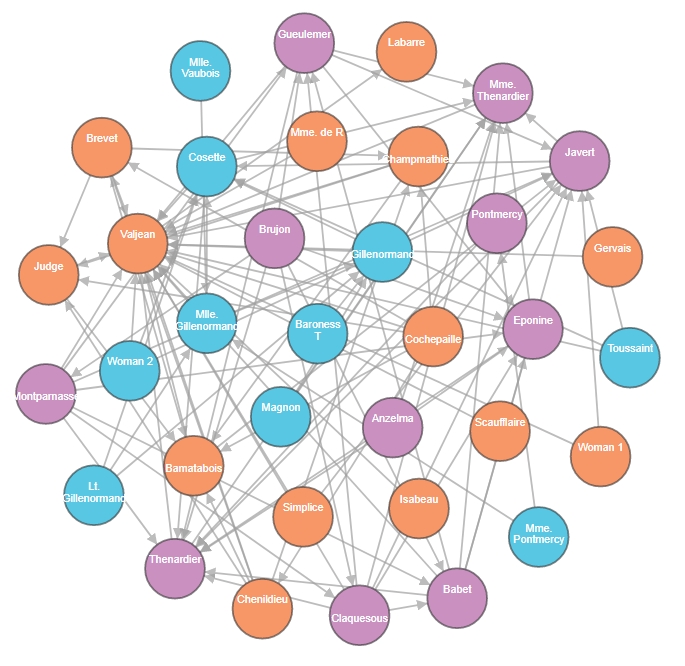 Gueulemer
Labarre
Mlle.
Vaubois
Mme.
Thenardier
Brevet
Mme. de R
Cosette
Champmathie
Javert
Pontmercy
Valjean
Brujon
Gillenormand
Gervais
Judge
Mlle.
Gillenormand
Baroness
T
Eponine
Cochepaille
Toussaint
Woman 2
Montparnasse
Magnon
Anzelma
Scaufflaire
Woman 1
Bamatabois
Lt.
Gillenormand
Simplice
Isabeau
Mme.
Pontmercy
Thenardier
Chenildieu
Babet
Claquesous